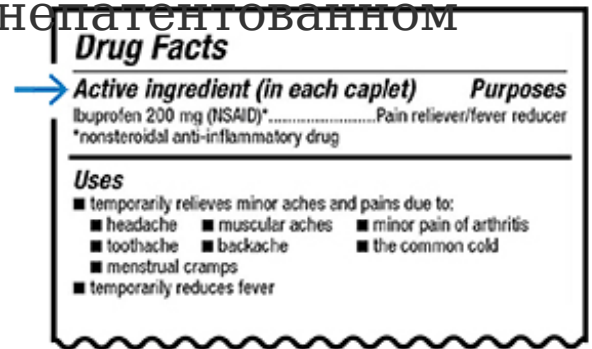 непатентованном
Drug Facts
Active ingredient (in each caplet) Purposes
Ibuprofen 200 mg (NSAID)*..........................Pain reliever/fever reducer
*nonsteroidal anti-inflammatory drug
Uses
■ temporarily relieves minor aches and pains due to:
■ headache ■ muscular aches ■ minor pain of arthritis
■ toothache ■ backache ■ the common cold
■ menstrual cramps
■ temporarily reduces fever